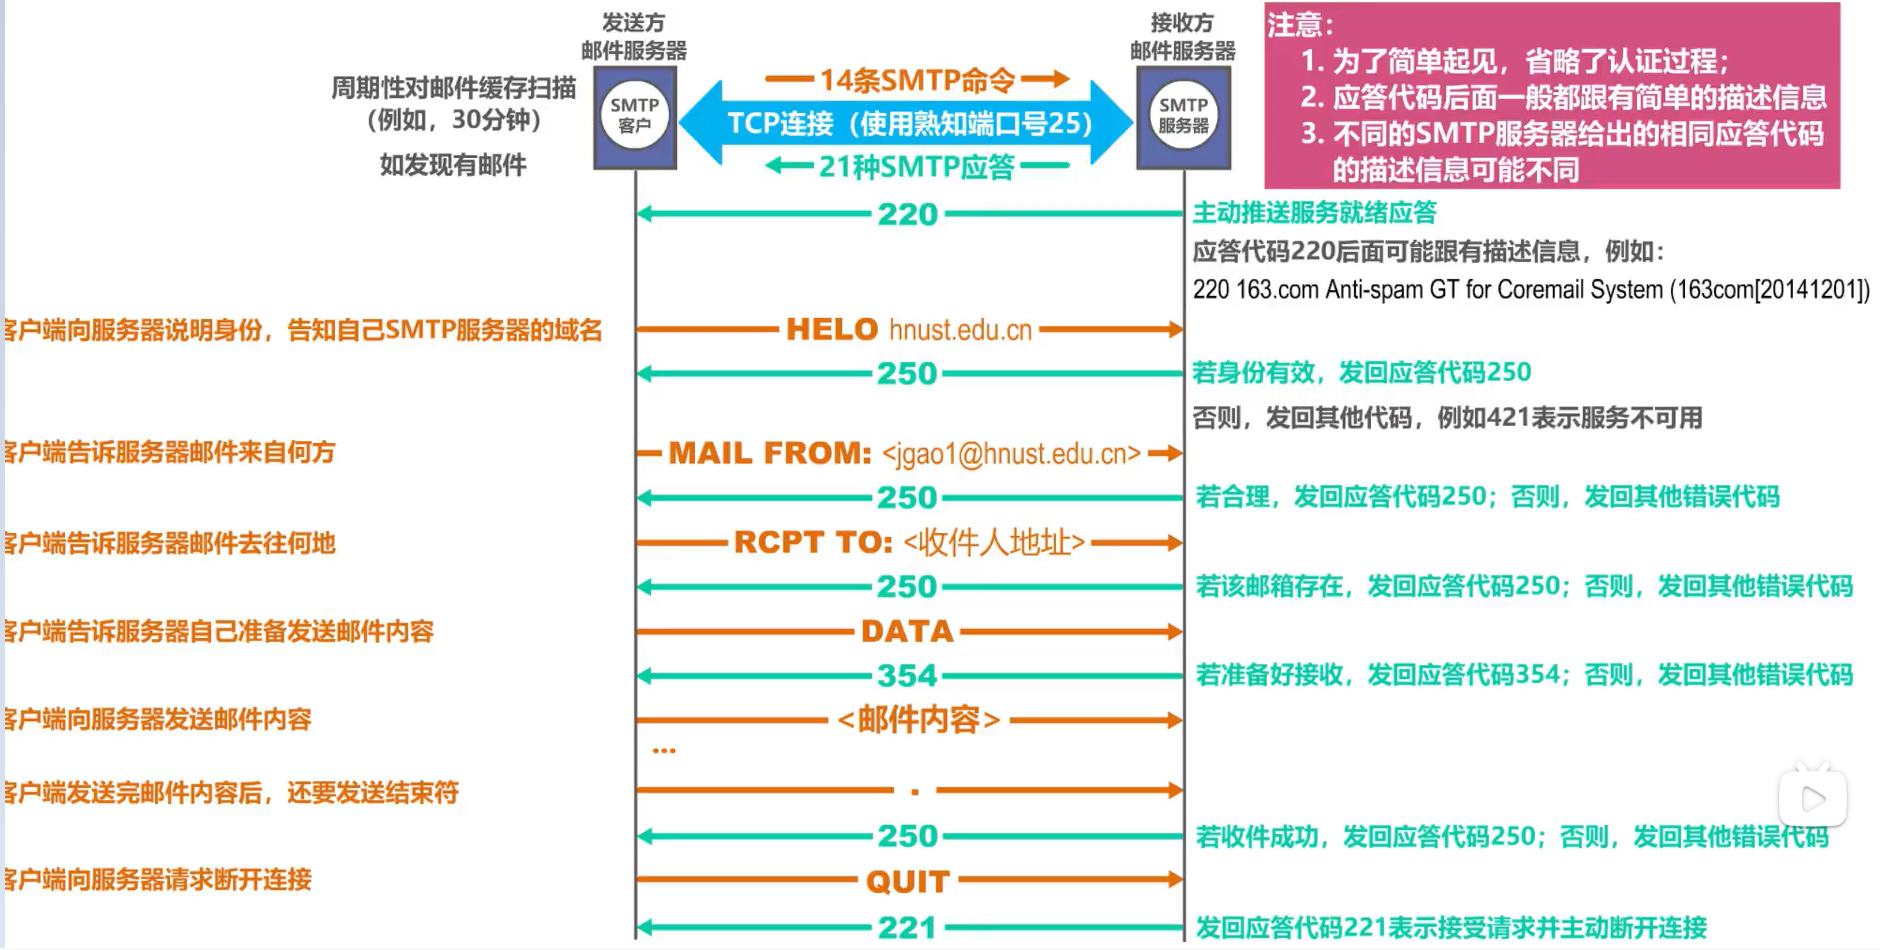 发送方
邮件服务器
接收方
邮件服务器
注意：
1. 为了简单起见，省略了认证过程；
2. 应答代码后面一般都跟有简单的描述信息
3. 不同的SMTP服务器给出的相同应答代码
的描述信息可能不同
周期性对邮件缓存扫描
（例如，30分钟）
如发现有邮件
SMTP
客户
14条SMTP命令
TCP连接（使用熟知端口号25）
21种SMTP应答
SMTP
服务器
220
主动推送服务就绪应答
应答代码220后面可能跟有描述信息，例如：
220 163.com Anti-spam GT for Coremail System (163com[20141201])
客户端向服务器说明身份，告知自己SMTP服务器的域名
HELO hnust.edu.cn
250
若身份有效，发回应答代码250
否则，发回其他代码，例如421表示服务不可用
客户端告诉服务器邮件来自何方
MAIL FROM: <jgao1@hnust.edu.cn>
250
若合理，发回应答代码250；否则，发回其他错误代码
客户端告诉服务器邮件去往何地
RCPT TO: <收件人地址>
250
若该邮箱存在，发回应答代码250；否则，发回其他错误代码
客户端告诉服务器自己准备发送邮件内容
DATA
354
若准备好接收，发回应答代码354；否则，发回其他错误代码
客户端向服务器发送邮件内容
<邮件内容>
...
客户端发送完邮件内容后，还要发送结束符
.
250
若收件成功，发回应答代码250；否则，发回其他错误代码
客户端向服务器请求断开连接
QUIT
221
发回应答代码221表示接受请求并主动断开连接